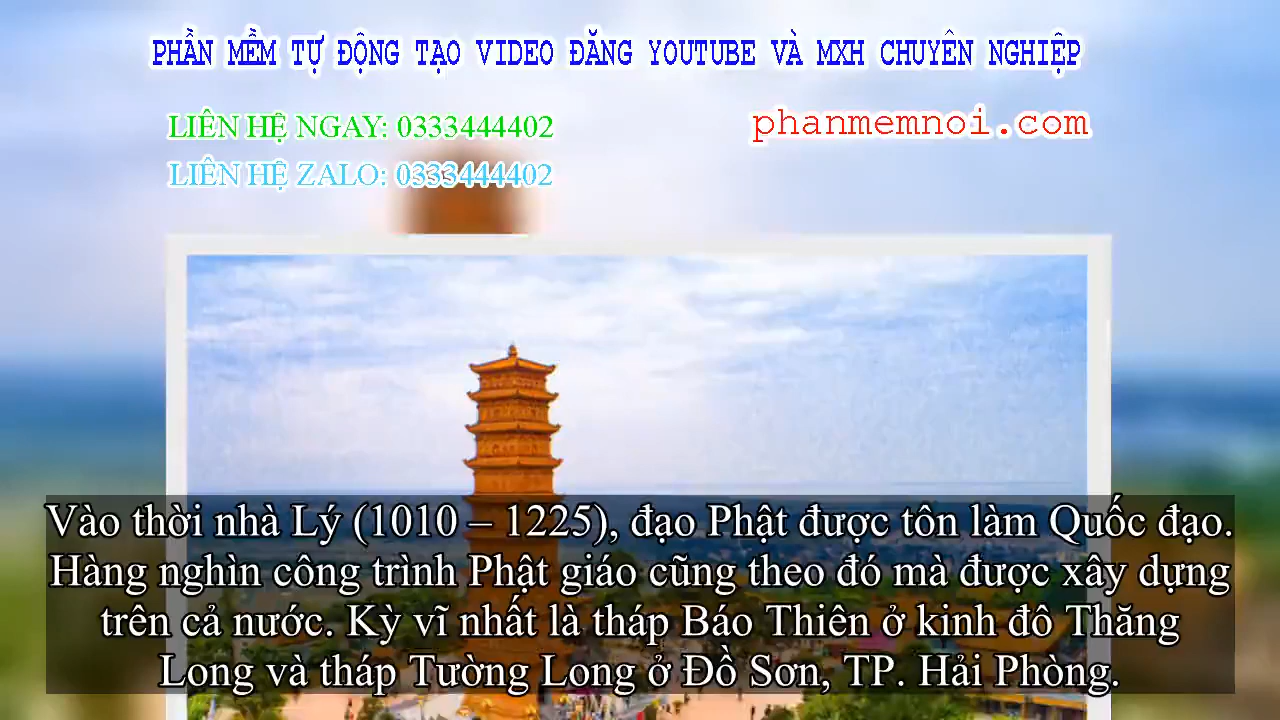 PHẦN MỀM TỰ ĐỘNG TẠO VIDEO ĐĂNG YOUTUBE VÀ MXH CHUYÊN NGHIỆP
LIÊN HỆ NGAY: 0333444402
phanmemnoi.com
LIÊN HỆ ZALO: 0333444402
Vào thời nhà Lý (1010 – 1225), đạo Phật được tôn làm Quốc đạo.
Hàng nghìn công trình Phật giáo cũng theo đó mà được xây dựng
trên cả nước. Kỳ vĩ nhất là tháp Báo Thiên ở kinh đô Thăng
Long và tháp Tường Long ở Đồ Sơn, TP. Hải Phòng.